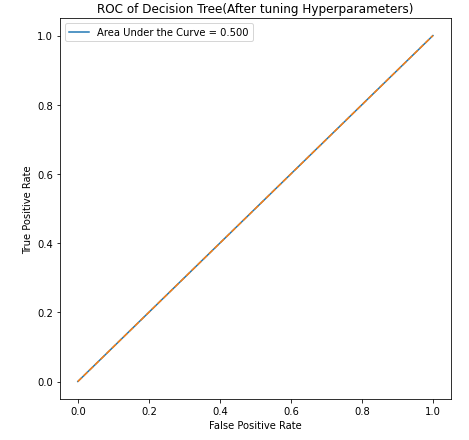 ROC of Decision Tree(After tuning Hyperparameters)
Area Under the Curve = 0.500
1.0
0.8
0.6
0.4
0.2
0.0
True Positive Rate
0.0 0.2 0.4 0.6 0.8 1.0
False Positive Rate